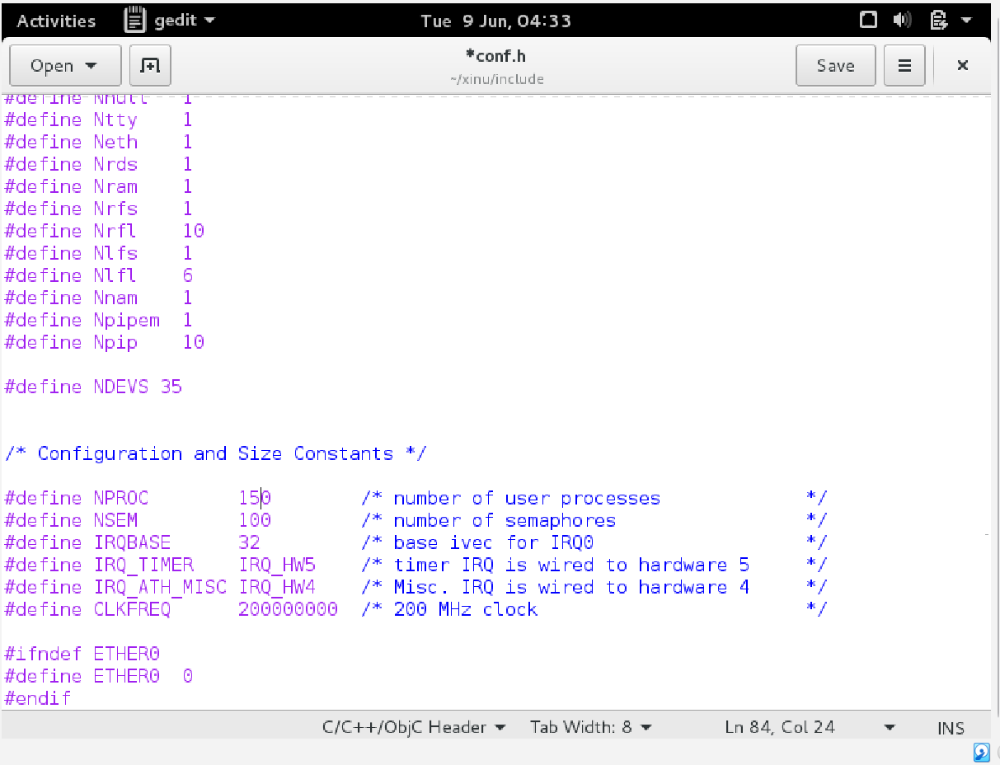 Activities gedit Tue 9 Jun, 04:33
Open *conf.h Save
~/xinu/include
#define Nnull 1
#define Ntty 1
#define Neth 1
#define Nrds 1
#define Nram 1
#define Nrfs 1
#define Nrfl 10
#define Nlfs 1
#define Nlfl 6
#define Nnam 1
#define Npipem 1
#define Npip 10
#define NDEVS 35
/* Configuration and Size Constants */
#define NPROC 150 /* number of user processes */
#define NSEM 100 /* number of semaphores */
#define IRQBASE 32 /* base ivec for IRQ0 */
#define IRQ_TIMER IRQ_HW5 /* timer IRQ is wired to hardware 5 */
#define IRQ_ATH_MISC IRQ_HW4 /* Misc. IRQ is wired to hardware 4 */
#define CLKFREQ 200000000 /* 200 MHz clock */
#ifndef ETHER0
#define ETHER0 0
#endif
C/C++/ObjC Header Tab Width: 8 Ln 84, Col 24 INS